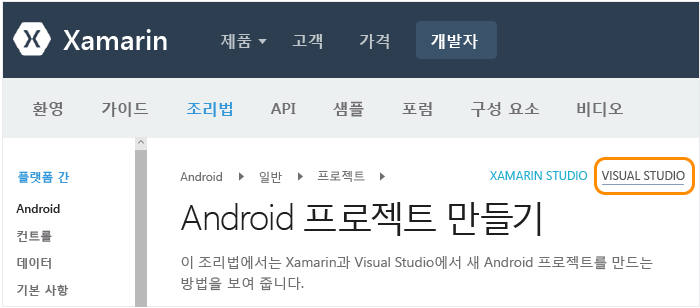 Xamarin 제품 고객 가격 개발자
환영 가이드 조리법 API 샘플 포럼 구성 요소 비디오
플랫폼 간
Android
컨트롤
데이터
기본 사항
Android 일반 프로젝트 XAMARIN STUDIO VISUAL STUDIO
Android 프로젝트 만들기
이 조리법에서는 Xamarin과 Visual Studio에서 새 Android 프로젝트를 만드는
방법을 보여 줍니다.